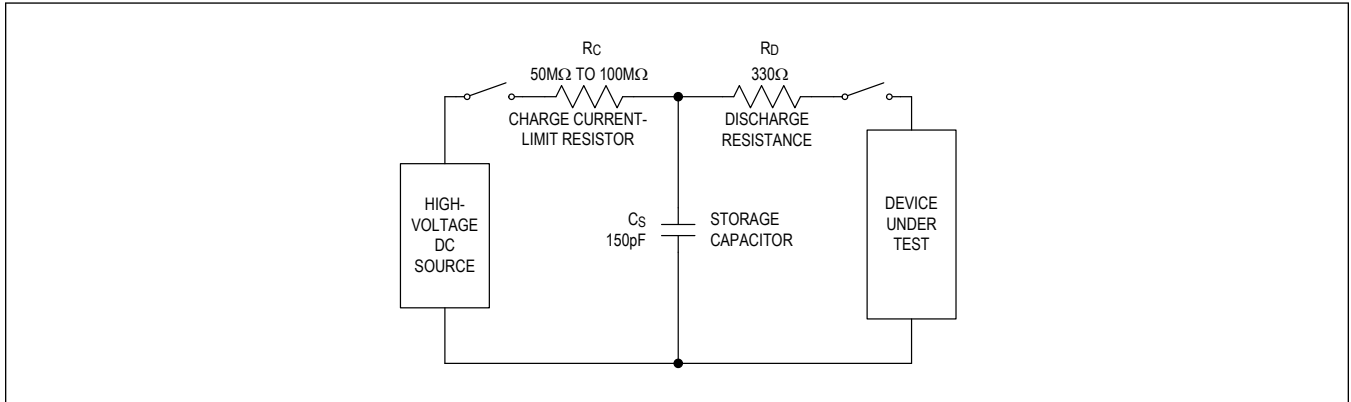 RC
50MΩ TO 100MΩ
CHARGE CURRENT-
LIMIT RESISTOR
RD
330Ω
DISCHARGE
RESISTANCE
HIGH-
VOLTAGE
DC
SOURCE
CS
150pF
STORAGE
CAPACITOR
DEVICE
UNDER
TEST